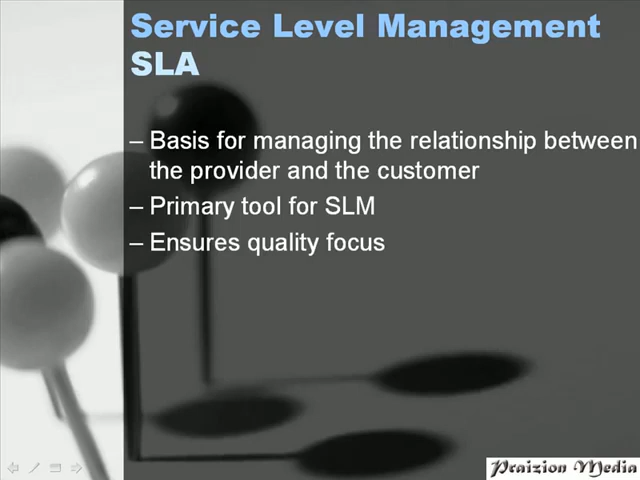 Service Level Management
SLA
– Basis for managing the relationship between
the provider and the customer
– Primary tool for SLM
– Ensures quality focus
Praizion Media